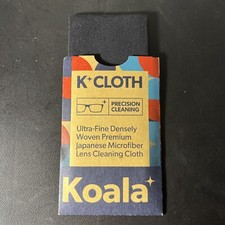 K+CLOTH
PRECISION
CLEANING
Ultra-Fine Densely
Woven Premium
Japanese Microfiber
Lens Cleaning Cloth
Koala